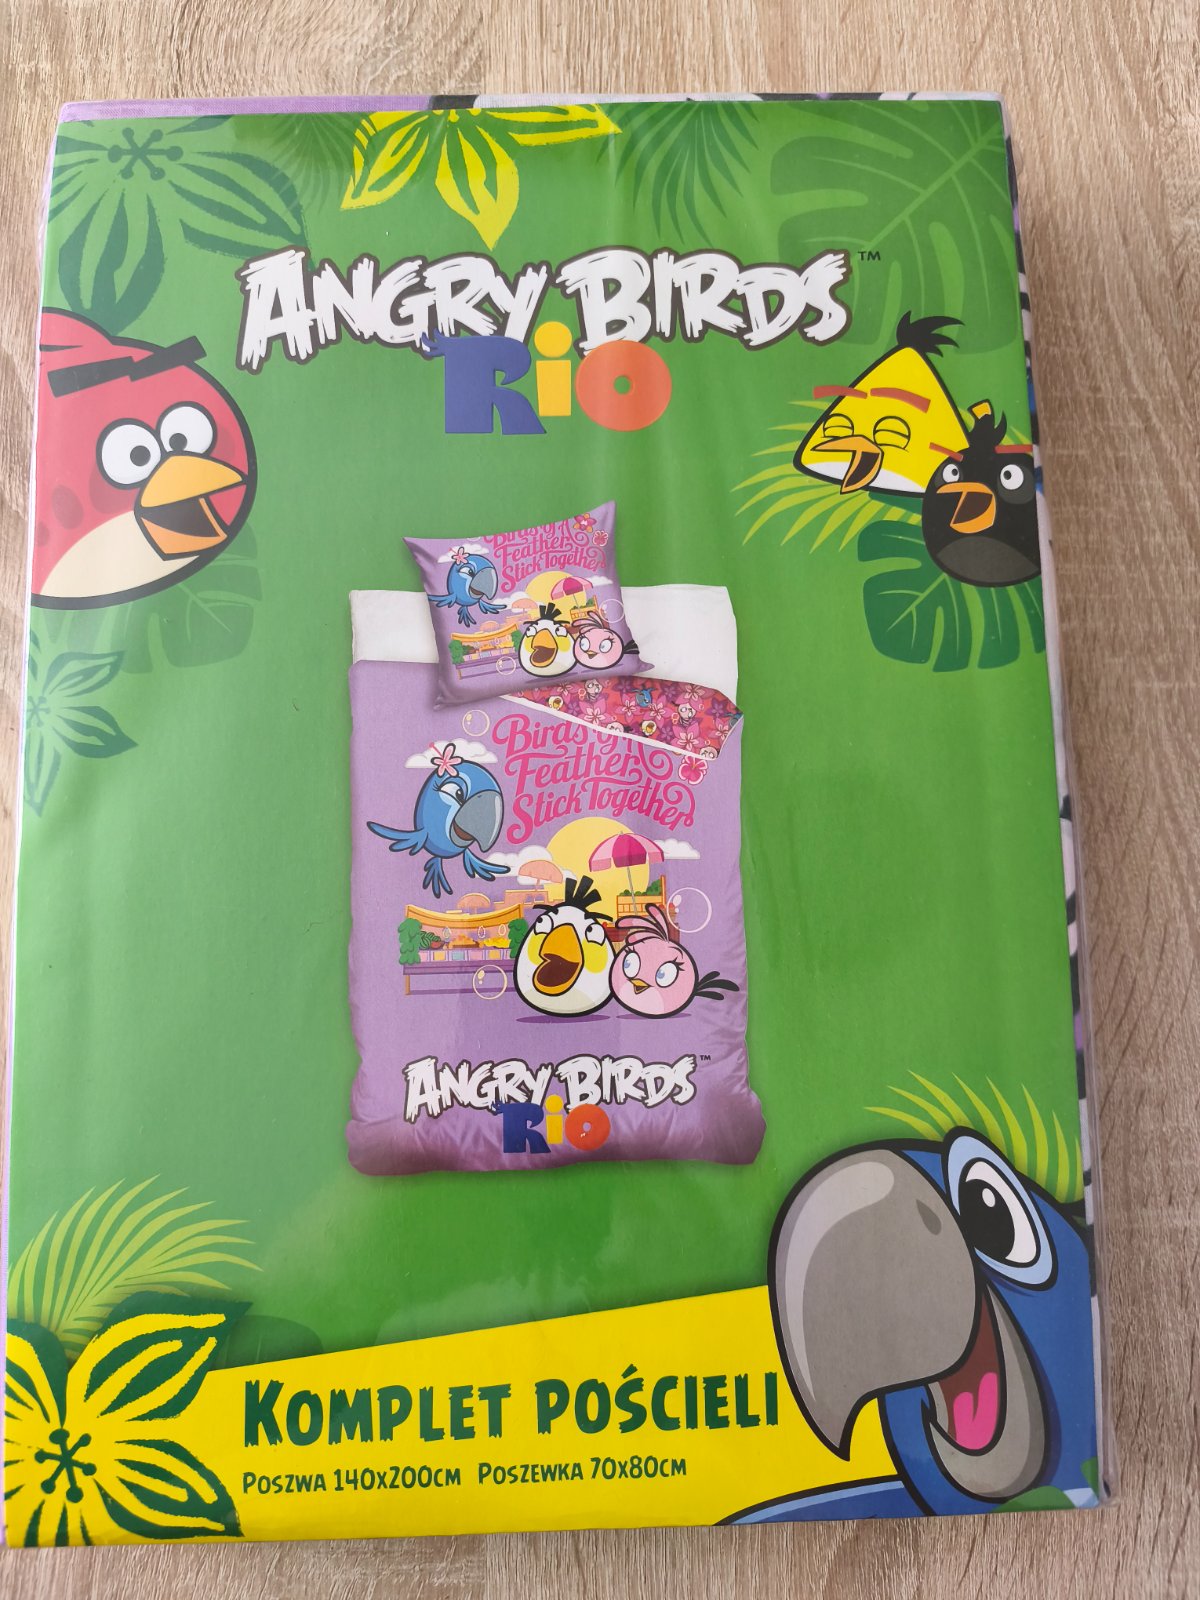 ANGRY BIRDS™
RIO
Birds of A
Feather
Stick Together
Birds of A
Feather
Stick Together
ANGRY BIRDS™
RIO
KOMPLET POŚCIELI
POSZWA 140X200CM POSZEWKA 70X80CM